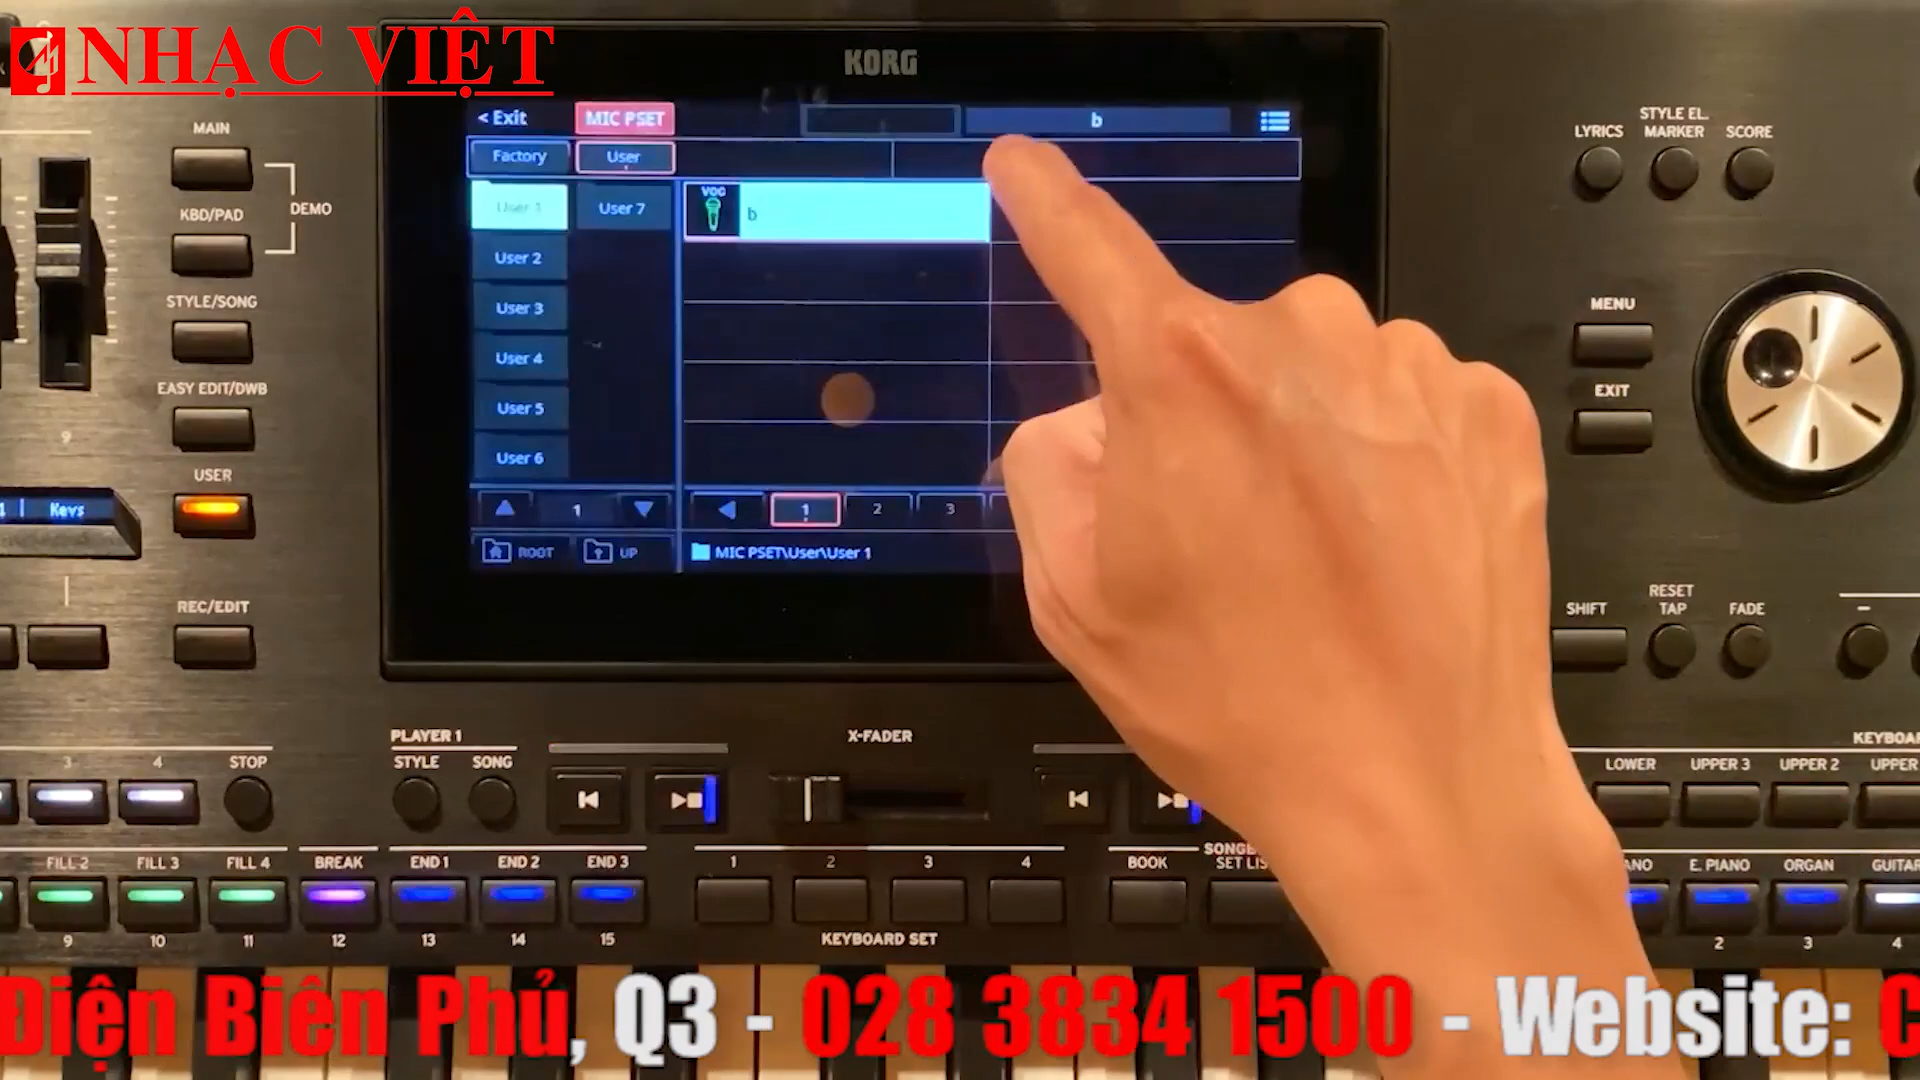 NHẠC VIỆT
KORG
< Exit
MIC PSET
b
Factory
User
User 1
User 7
VOC
b
User 2
User 3
User 4
User 5
User 6
1
1
2
3
ROOT
UP
MIC PSET\User\User 1
MAIN
KBD/PAD
DEMO
STYLE/SONG
EASY EDIT/DWB
9
USER
Keys
REC/EDIT
LYRICS
STYLE EL.
MARKER
SCORE
MENU
EXIT
SHIFT
RESET
TAP
FADE
-
PLAYER 1
STYLE
SONG
X-FADER
3
4
STOP
LOWER
UPPER 3
UPPER 2
UPPER
FILL 2
FILL 3
FILL 4
BREAK
END 1
END 2
END 3
1
2
3
4
BOOK
E. PIANO
ORGAN
9
10
11
12
13
14
15
KEYBOARD SET
2
3
4
Điện Biên Phủ, Q3 - 028 3834 1500 - Website: C